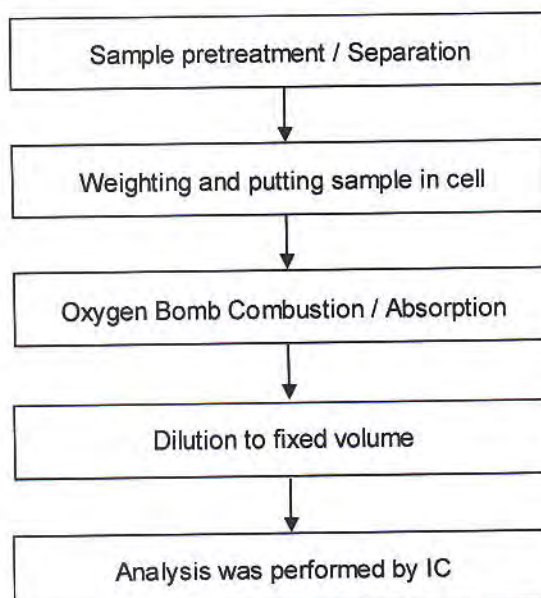 Sample pretreatment / Separation
Weighting and putting sample in cell
Oxygen Bomb Combustion / Absorption
Dilution to fixed volume
Analysis was performed by IC